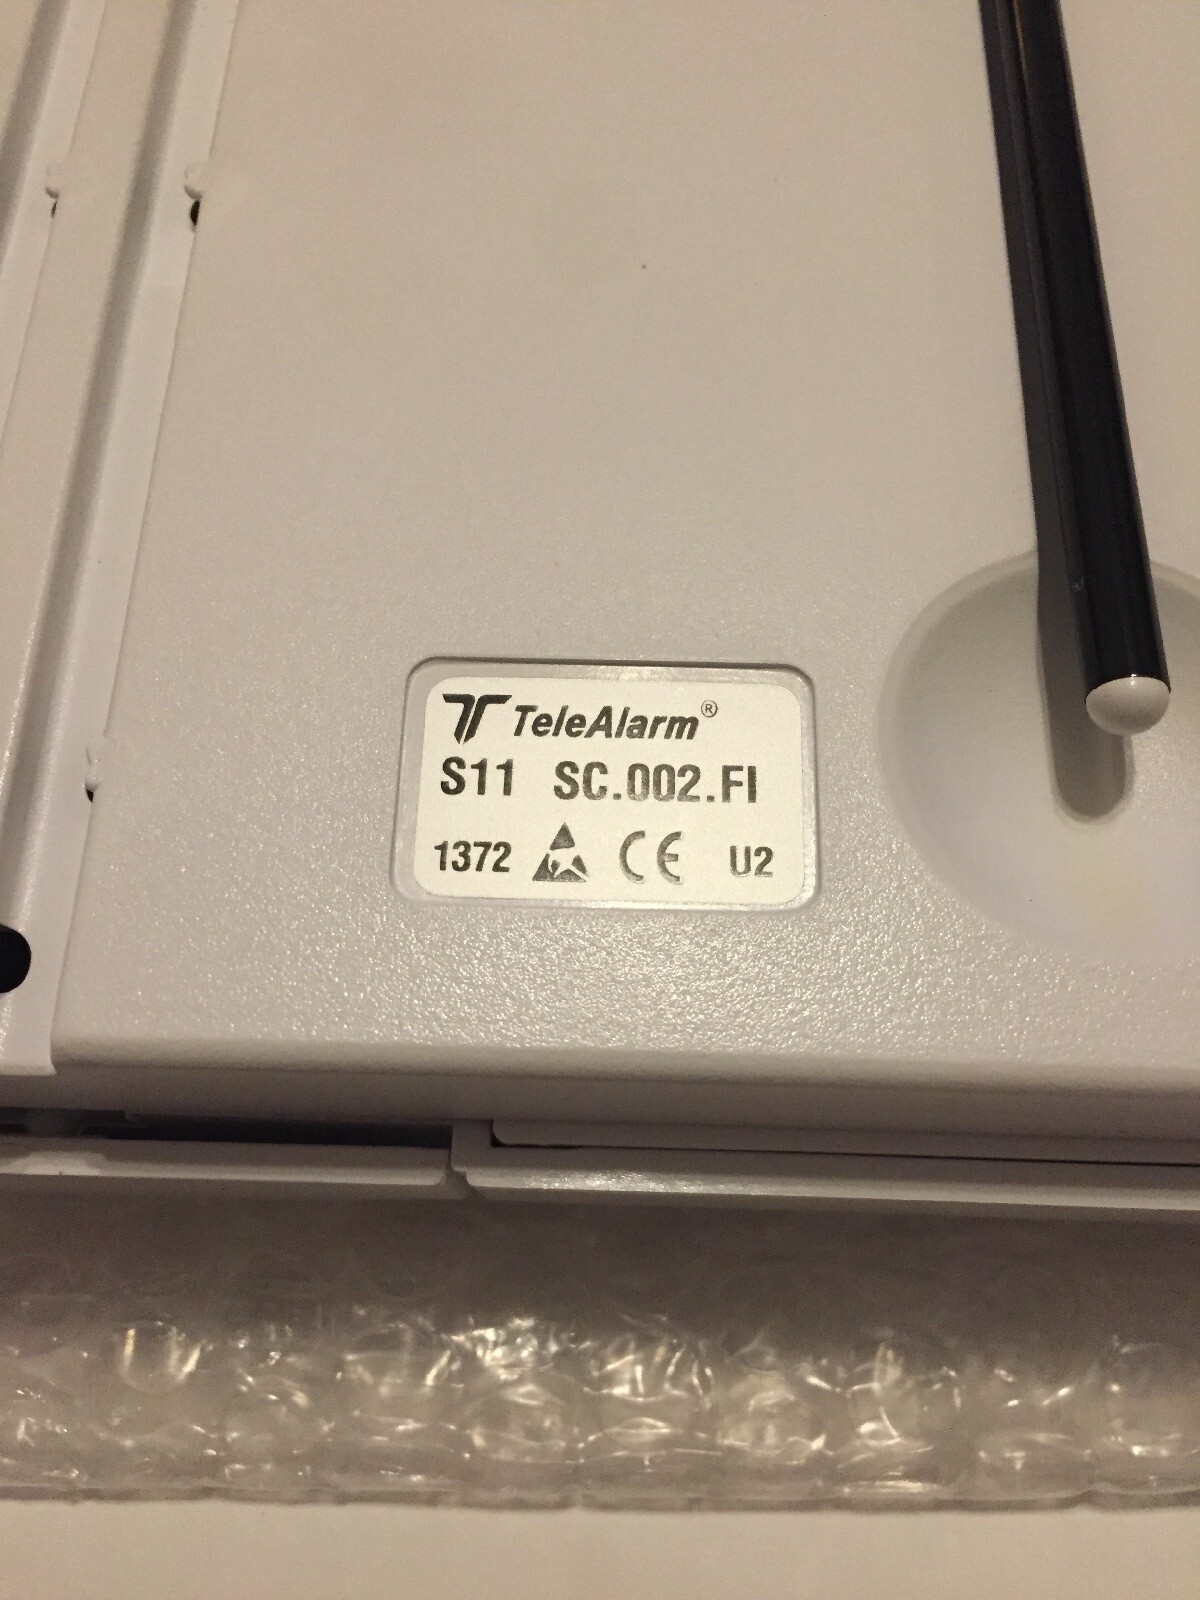 TeleAlarm®
S11 SC.002.FI
1372 CE U2